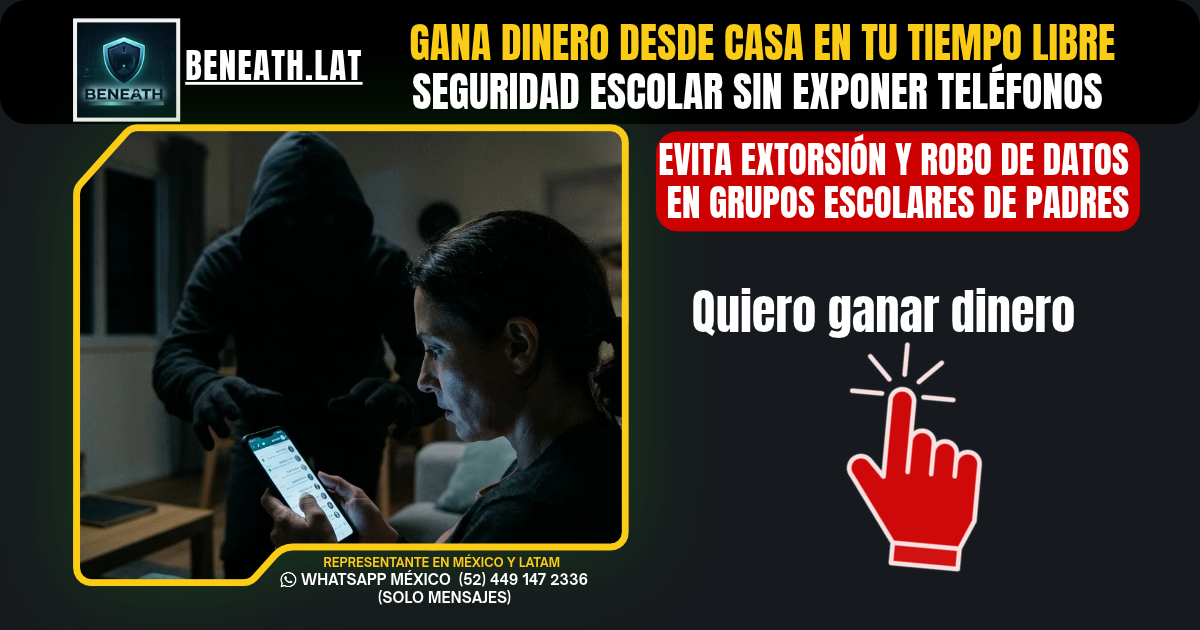 BENEATH
BENEATH.LAT
GANA DINERO DESDE CASA EN TU TIEMPO LIBRE
SEGURIDAD ESCOLAR SIN EXPONER TELÉFONOS
EVITA EXTORSIÓN Y ROBO DE DATOS
EN GRUPOS ESCOLARES DE PADRES
Quiero ganar dinero
REPRESENTANTE EN MÉXICO Y LATAM
WHATSAPP MÉXICO (52) 449 147 2336
(SOLO MENSAJES)